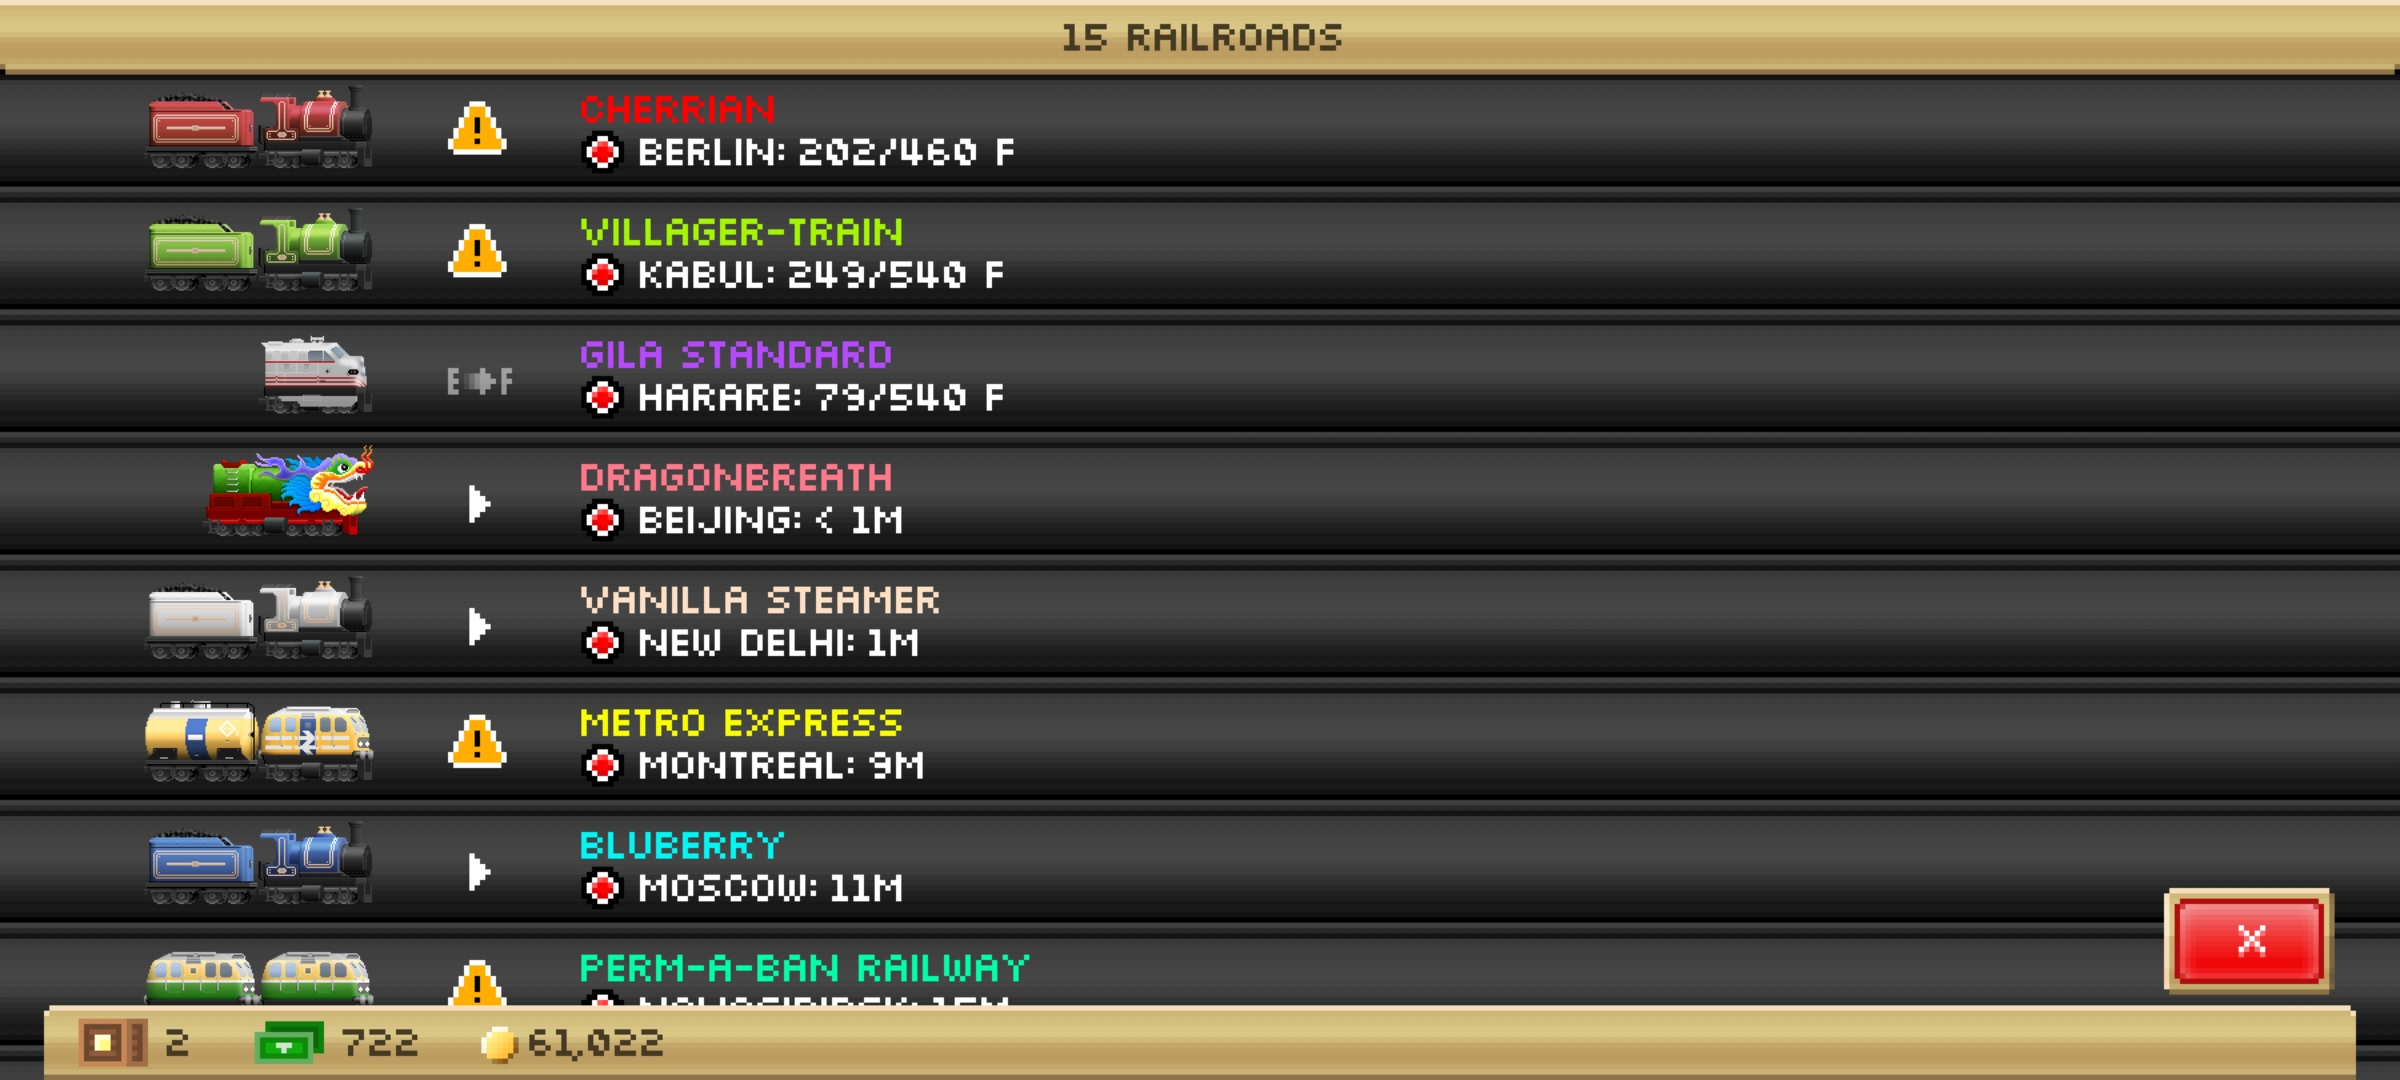 15 RAILROADS
CHERRIAN
BERLIN: 202/460 F
VILLAGER-TRAIN
KABUL: 249/540 F
GILA STANDARD
E F
HARARE: 79/540 F
DRAGONBREATH
BEIJING: < 1M
VANILLA STEAMER
NEW DELHI: 1M
METRO EXPRESS
MONTREAL: 9M
BLUBERRY
MOSCOW: 11M
PERM-A-BAN RAILWAY
X
2 722 61,022